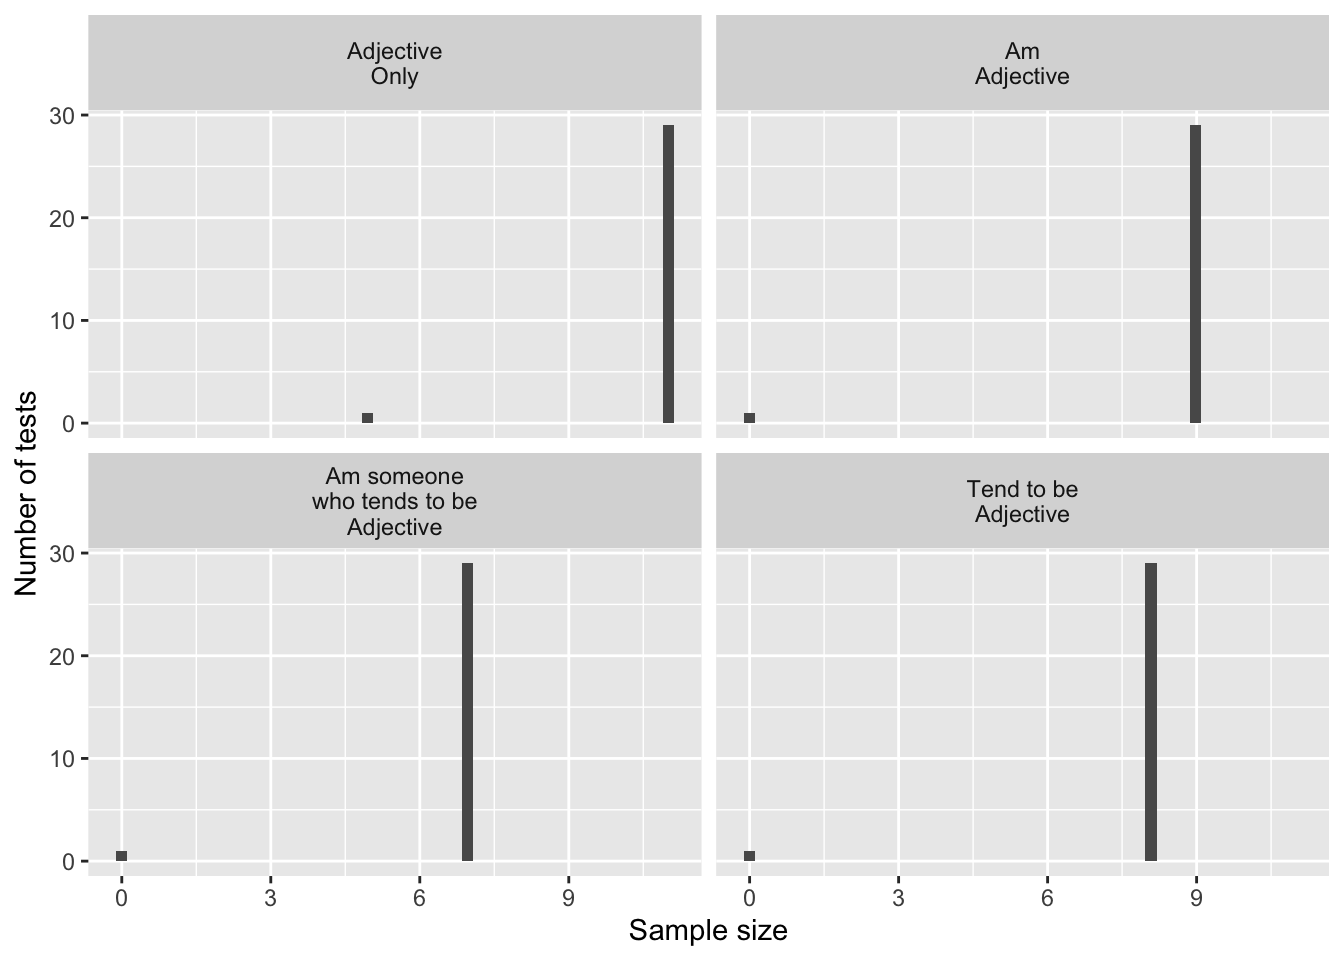 Adjective
Only
Am
Adjective
30
20
10
0
Am someone
who tends to be
Adjective
Tend to be
Adjective
30
20
10
0
0 3 6 9 0 3 6 9
Sample size
Number of tests